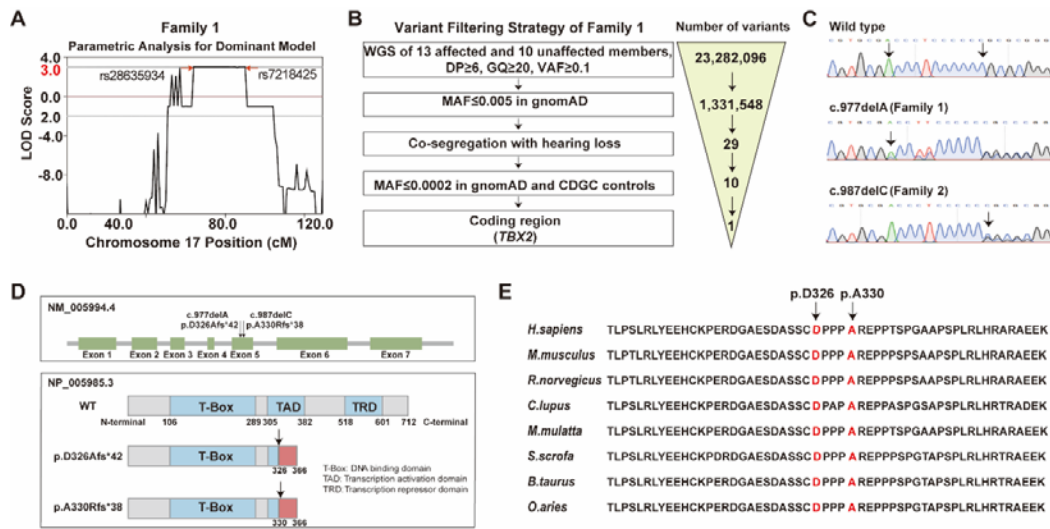 A
Family 1
Parametric Analysis for Dominant Model
4.0
3.0
0.0
2.0
-4.0
-8.0
LOD Score
rs28635934
rs7218425
0.0 40.0 80.0 120.0
Chromosome 17 Position (cM)
B
Variant Filtering Strategy of Family 1
WGS of 13 affected and 10 unaffected members,
DP≥6, GQ≥20, VAF≥0.1
MAF≤0.005 in gnomAD
Co-segregation with hearing loss
MAF≤0.0002 in gnomAD and CDGC controls
Coding region
(TBX2)
Number of variants
23,282,096
1,331,548
29
10
1
C
Wild type
c.977delA (Family 1)
c.987delC (Family 2)
D
NM_005994.4
c.977delA c.987delC
p.D326Afs*42 p.A330Rfs*38
Exon 1 Exon 2 Exon 3 Exon 4 Exon 5 Exon 6 Exon 7
NP_005985.3
WT T-Box TAD TRD
N-terminal 106 289 305 382 518 601 712 C-terminal
p.D326Afs*42 T-Box
326 366
T-Box: DNA binding domain
TAD: Transcription activation domain
TRD: Transcription repressor domain
p.A330Rfs*38 T-Box
330 366
E
p.D326 p.A330
H.sapiens TLPSLRLYEEHCKPERDGAESDASSCDPPPAREPPTSPGAAPSPLRLHRARAEEK
M.musculus TLPTLRLYEEHCKPERDGAESDASSCDPPPAREPPPSPSAAPSPLRLHRARAEEK
R.norvegicus TLPTLRLYEEHCKPERDGAESDASSCDPPPAREPPPSPSAAPSPLRLHRARAEEK
C.lupus TLPSLRLYEEHCKPERDGAESDASSCDPAPAREPPASPGSAPSPLRLHRTRADEK
M.mulatta TLPSLRLYEEHCKPERDGAESDASSCDPPPAREPPTSPGAAPSPLRLHRARAEEK
S.scrofa TLPSLRLYEEHCKPDRDGAESDASSCDPPPAREPPPSPGTAPSPLRLHRARAEEK
B.taurus TLPSLRLYEEHCKPERDGAESDASSCDPPPAREPPPSPGTAPSPLRLHRARAEEK
O.aries TLPSLRLYEEHCKPERDGAESDASSCDPPPAREPPPSPGTAPSPLRLHRTRAEEK